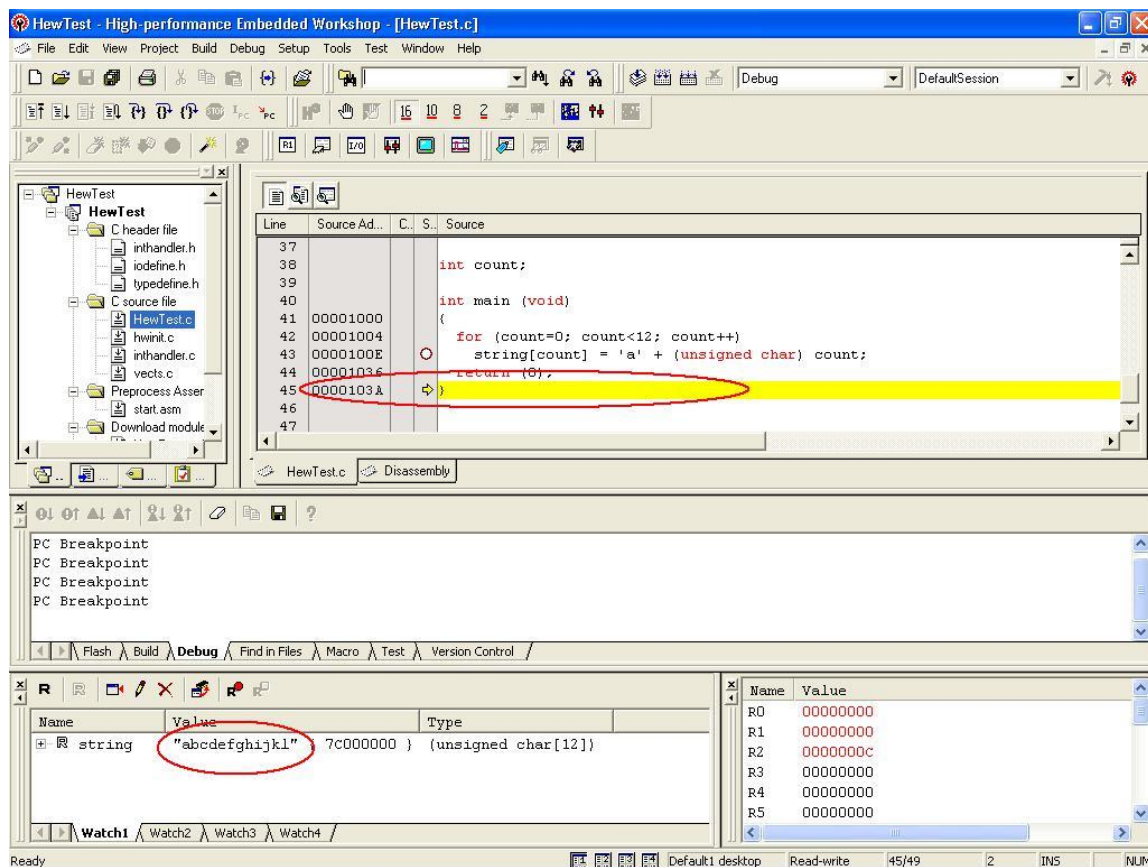 HewTest - High-performance Embedded Workshop - [HewTest.c]
File Edit View Project Build Debug Setup Tools Test Window Help
Debug DefaultSession
16 10 8 2
R1 I/O
HewTest
HewTest
C header file
inthandler.h
iodefine.h
typedefine.h
C source file
HewTest.c
hwinit.c
inthandler.c
vects.c
Preprocess Asser
start.asm
Download module
Line Source Ad... C.. S.. Source
37
38 int count;
39
40 int main (void)
41 00001000 {
42 00001004 for (count=0; count<12; count++)
43 0000100E string[count] = 'a' + (unsigned char) count;
44 00001036 return (0);
45 0000103A }
46
47
HewTest.c Disassembly
PC Breakpoint
PC Breakpoint
PC Breakpoint
PC Breakpoint
Flash Build Debug Find in Files Macro Test Version Control
Name Value Type
R string "abcdefghijkl" { 7C000000 } (unsigned char[12])
Watch1 Watch2 Watch3 Watch4
Name Value
R0 00000000
R1 00000000
R2 0000000C
R3 00000000
R4 00000000
R5 00000000
Ready Default1 desktop Read-write 45/49 2 INS NUM